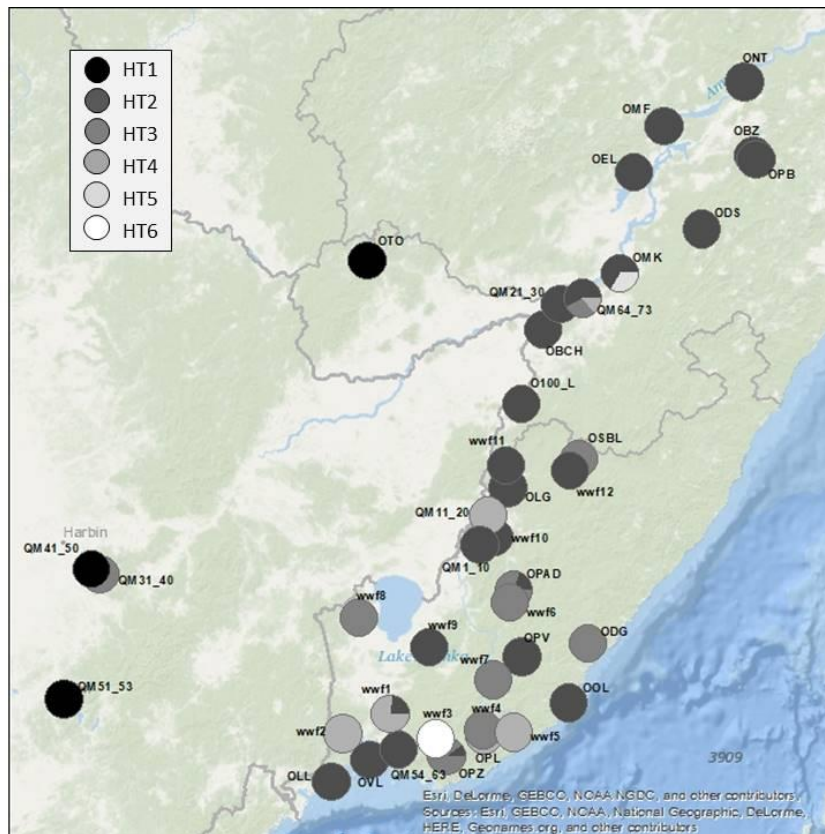 HT1
HT2
HT3
HT4
HT5
HT6
ONT
OMF
OBZ
OEL
OPB
ODS
OTO
OMK
QM21_30
QM64_73
OBCH
O100_L
OSBL
wwf11
wwf12
OLG
QM11_20
wwf10
Harbin
QM41_50
QM1_10
QM31_40
OPAD
wwf8
wwf6
ODG
wwf9
OPV
wwf7
QM51_53
wwf1
OOL
wwf3
wwf4
wwf2
wwf5
OPL
3909
QM54_63
OPZ
OLL
OVL
Esri, DeLorme, GEBCO, NOAA NGDC, and other contributors
Sources: Esri, GEBCO, NOAA, National Geographic, DeLorme,
HERE, Geonames.org, and other contributors